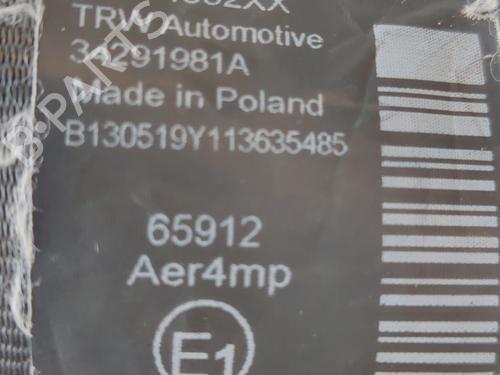 TRW Automotive
34291981A
Made in Poland
B130519Y113635485
65912
Aer4mp
E1
B-PARTS